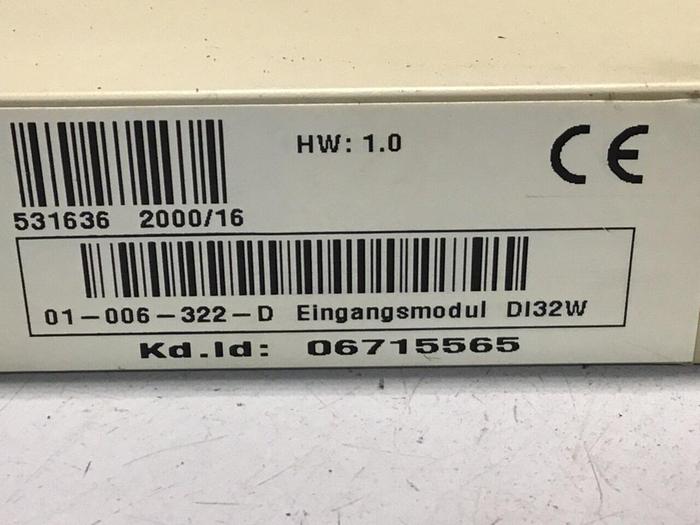 HW: 1.0
CE
531636 2000/16
01-006-322-D Eingangsmodul DI32W
Kd.Id: 06715565